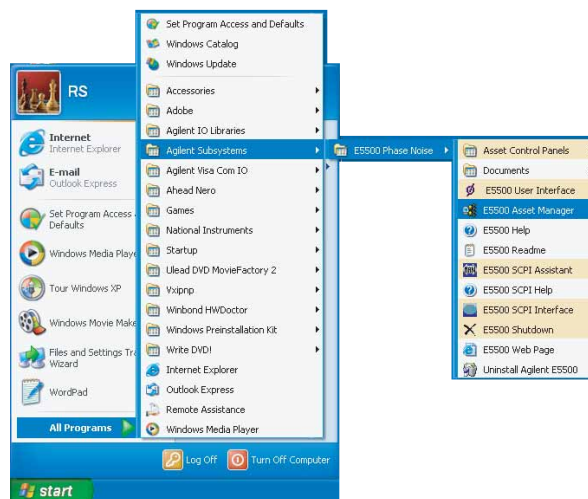 RS
Internet
Internet Explorer
E-mail
Outlook Express
Set Program Access
Defaults
Windows Media Playe
Tour Windows XP
Windows Movie Make
Files and Settings Tr
Wizard
WordPad
All Programs
Set Program Access and Defaults
Windows Catalog
Windows Update
Accessories
Adobe
Agilent IO Libraries
Agilent Subsystems
Agilent Visa Com IO
Ahead Nero
Games
National Instruments
Startup
Ulead DVD MovieFactory 2
Vxipnp
Winbond HWDoctor
Windows Preinstallation Kit
Write DVD!
Internet Explorer
Outlook Express
Remote Assistance
Windows Media Player
E5500 Phase Noise
Asset Control Panels
Documents
E5500 User Interface
E5500 Asset Manager
E5500 Help
E5500 Readme
E5500 SCPI Assistant
E5500 SCPI Help
E5500 SCPI Interface
E5500 Shutdown
E5500 Web Page
Uninstall Agilent E5500
Log Off
Turn Off Computer
start